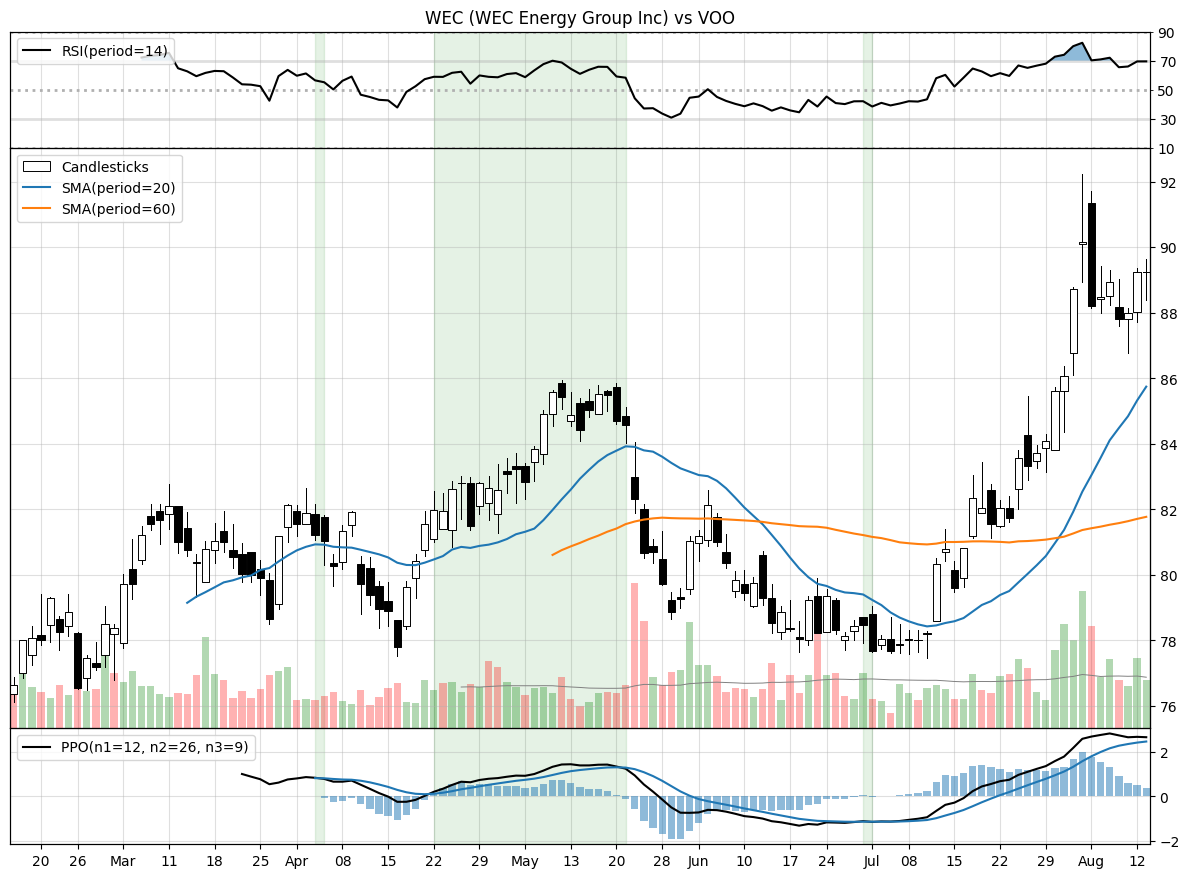 WEC (WEC Energy Group Inc) vs VOO
RSI(period=14)
90
70
50
30
10
Candlesticks
SMA(period=20)
SMA(period=60)
92
90
88
86
84
82
80
78
76
PPO(n1=12, n2=26, n3=9)
2
0
−2
20 26 Mar 11 18 25 Apr 08 15 22 29 May 13 20 28 Jun 10 17 24 Jul 08 15 22 29 Aug 12